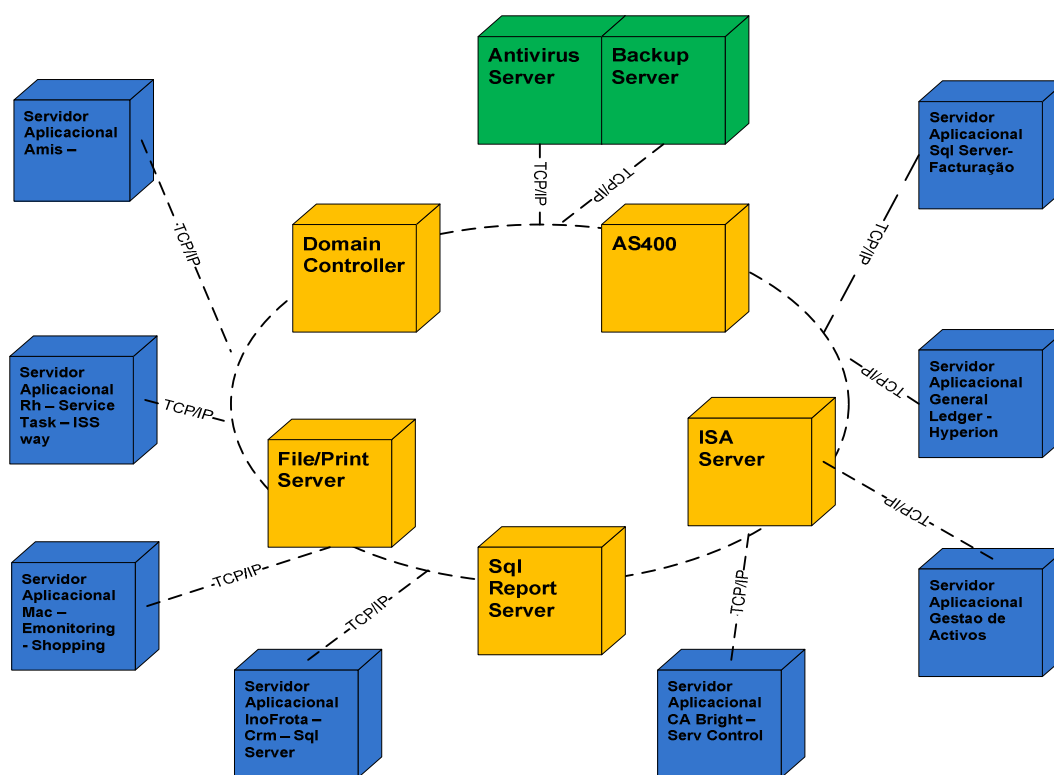 Antivirus
Server
Backup
Server
Servidor
Aplicacional
Amis –
Servidor
Aplicacional
Sql Server-
Facturação
TCP/IP
TCP/IP
Domain
Controller
AS400
-TCP/IP
TCP/IP
Servidor
Aplicacional
Rh – Service
Task – ISS
way
TCP/IP
TCP/IP
Servidor
Aplicacional
General
Ledger -
Hyperion
File/Print
Server
ISA
Server
-TCP/IP-
Servidor
Aplicacional
Mac –
Emonitoring
- Shopping
-TCP/IP-
Sql
Report
Server
Servidor
Aplicacional
Gestao de
Activos
-TCP/IP
-TCP/IP
Servidor
Aplicacional
InoFrota –
Crm – Sql
Server
Servidor
Aplicacional
CA Bright –
Serv Control